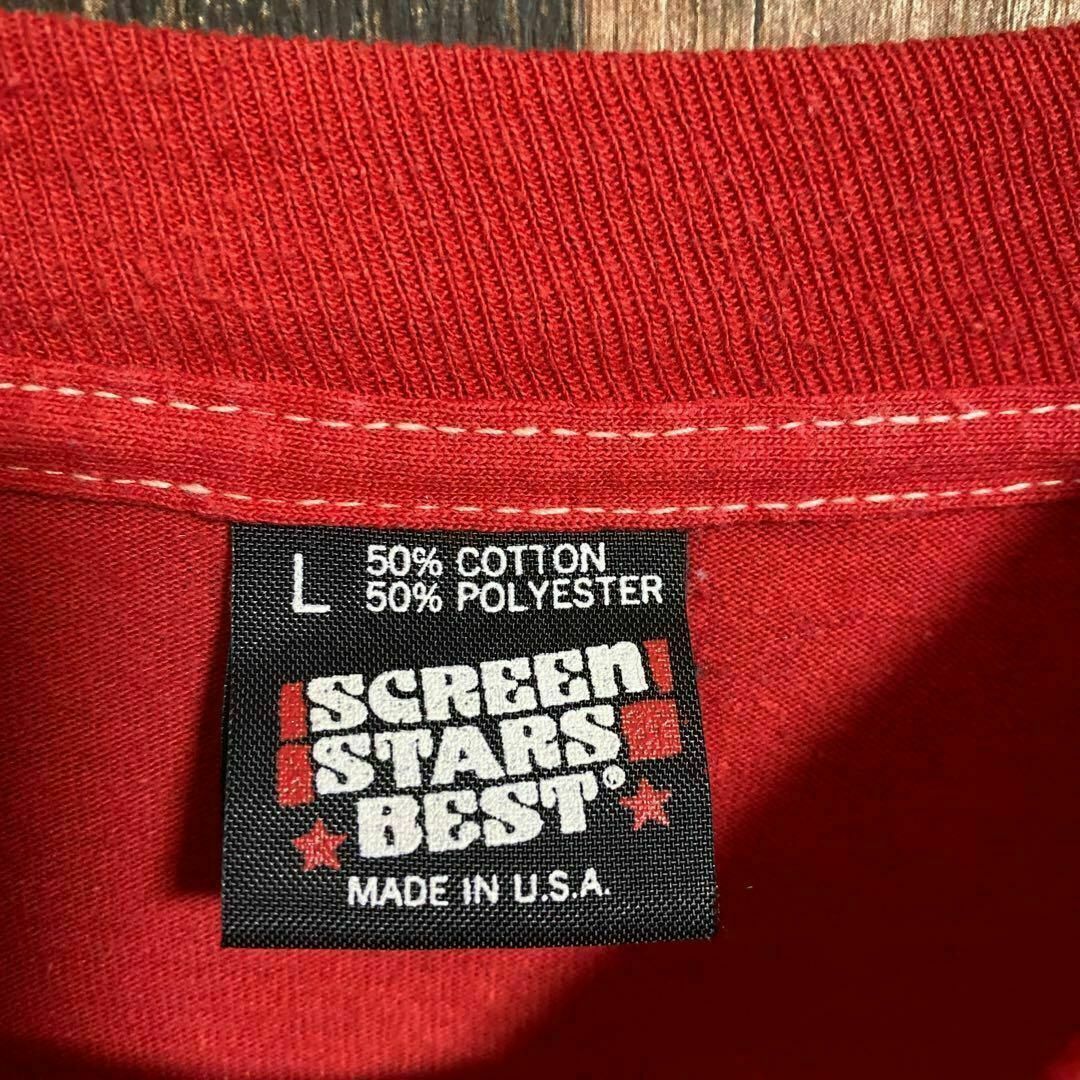 L
50% COTTON
50% POLYESTER
SCREEN
STARS
BEST®
MADE IN U.S.A.